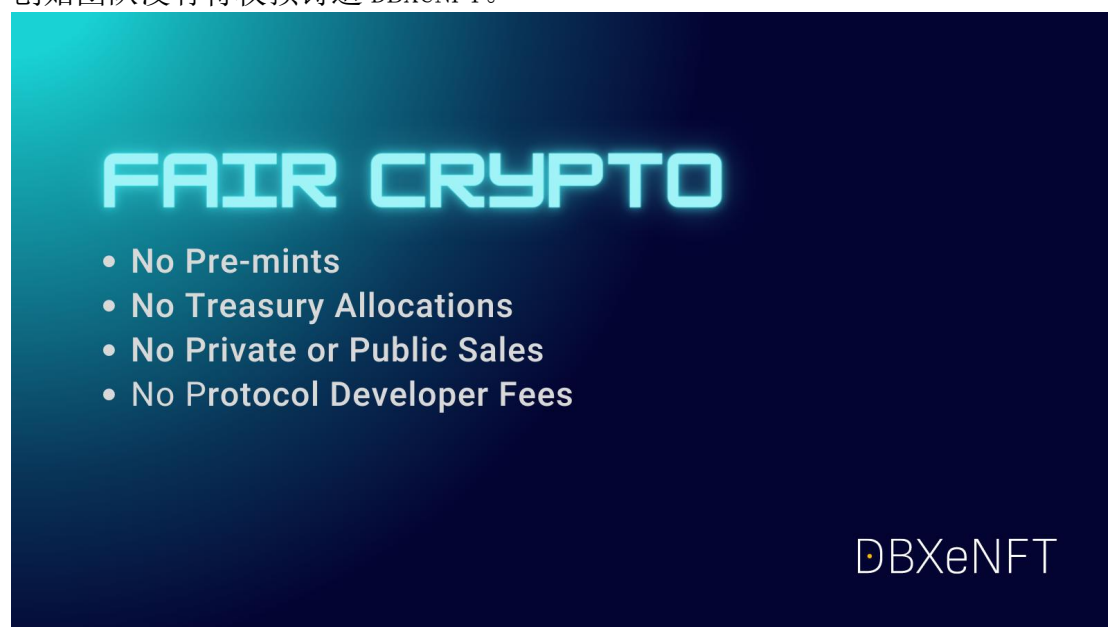 FAIR CRYPTO
• No Pre-mints
• No Treasury Allocations
• No Private or Public Sales
• No Protocol Developer Fees
DBXeNFT